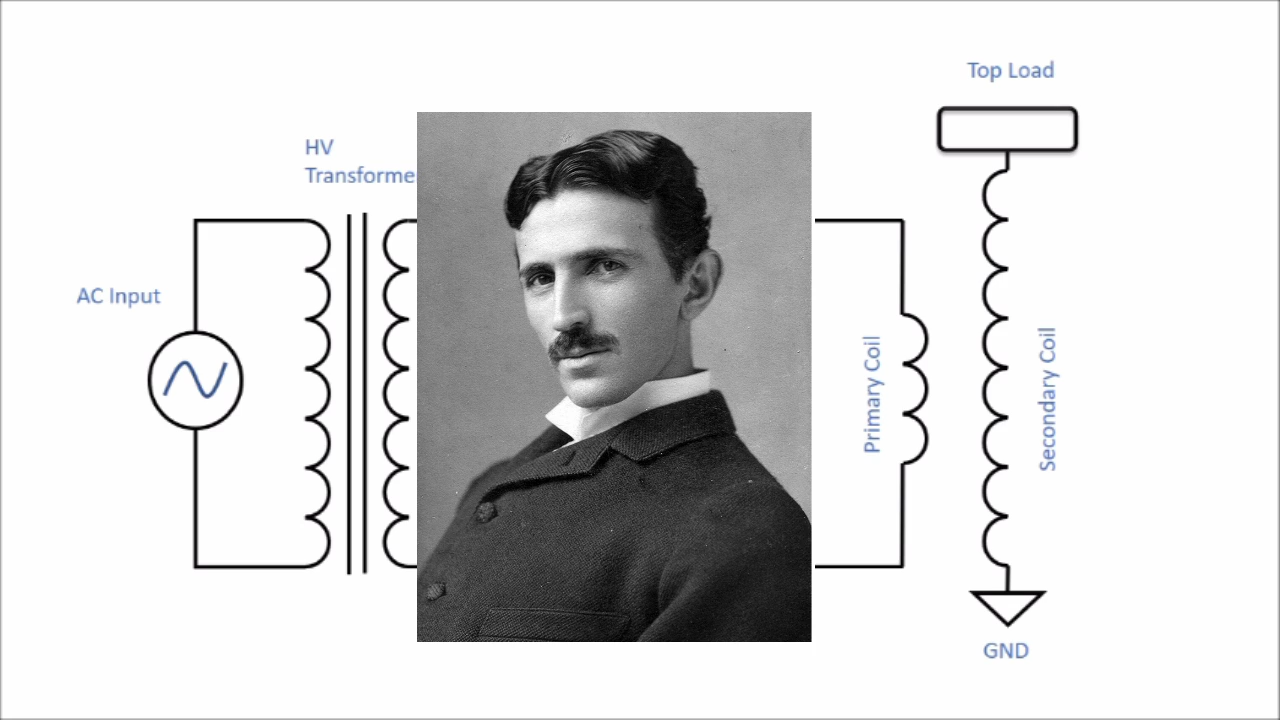 Top Load
HV
Transforme
AC Input
Primary Coil
Secondary Coil
GND